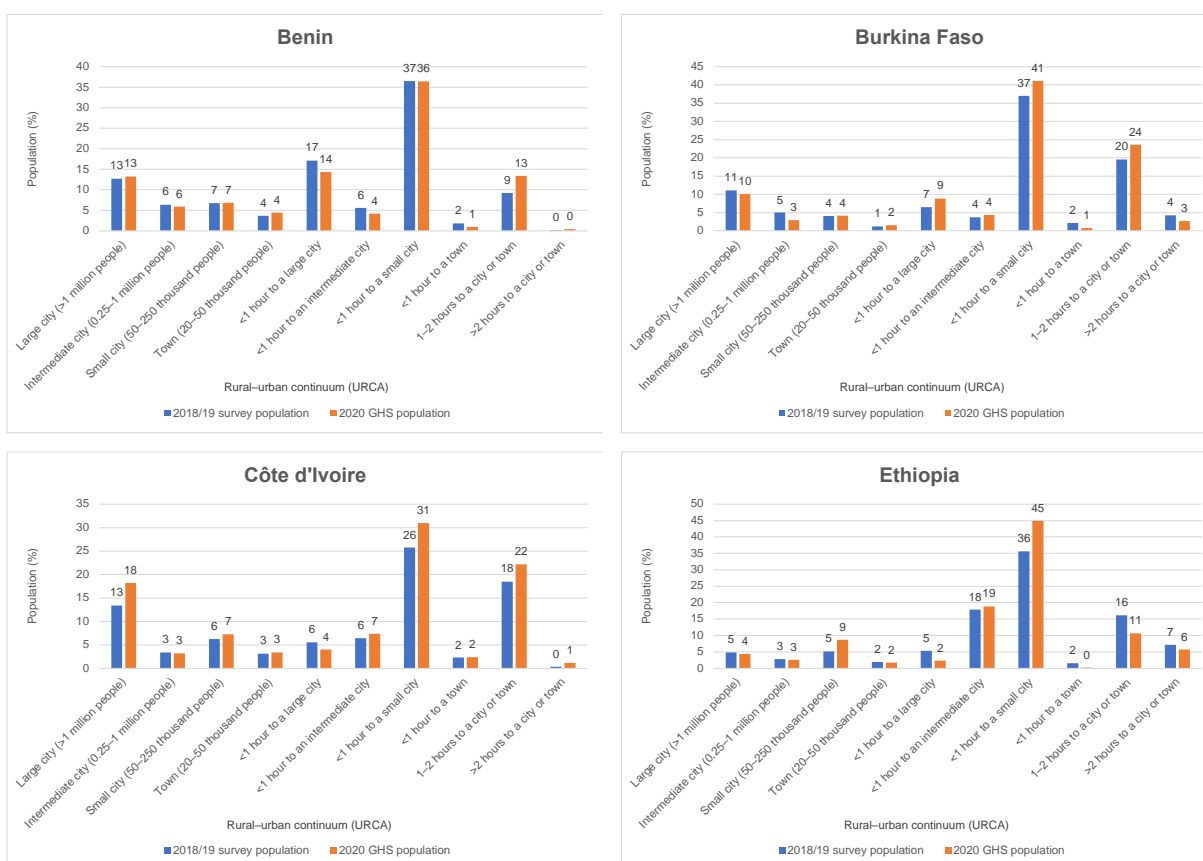 Benin
Population (%)
40
35
30
25
20
15
10
5
0
13 13
6 6
7 7
4 4
17 14
6 4
37 36
2 1
9 13
0 0
Large city (>1 million people)
Intermediate city (0.25–1 million people)
Small city (50–250 thousand people)
Town (20–50 thousand people)
<1 hour to a large city
<1 hour to an intermediate city
<1 hour to a small city
<1 hour to a town
1–2 hours to a city or town
>2 hours to a city or town
Rural–urban continuum (URCA)
2018/19 survey population 2020 GHS population
Burkina Faso
Population (%)
45
40
35
30
25
20
15
10
5
0
11 10
5 3
4 4
1 2
7 9
4 4
37 41
2 1
20 24
4 3
Large city (>1 million people)
Intermediate city (0.25–1 million people)
Small city (50–250 thousand people)
Town (20–50 thousand people)
<1 hour to a large city
<1 hour to an intermediate city
<1 hour to a small city
<1 hour to a town
1–2 hours to a city or town
>2 hours to a city or town
Rural–urban continuum (URCA)
2018/19 survey population 2020 GHS population
Côte d'Ivoire
Population (%)
35
30
25
20
15
10
5
0
13 18
3 3
6 7
3 3
6 4
6 7
26 31
2 2
18 22
0 1
Large city (>1 million people)
Intermediate city (0.25–1 million people)
Small city (50–250 thousand people)
Town (20–50 thousand people)
<1 hour to a large city
<1 hour to an intermediate city
<1 hour to a small city
<1 hour to a town
1–2 hours to a city or town
>2 hours to a city or town
Rural–urban continuum (URCA)
2018/19 survey population 2020 GHS population
Ethiopia
Population (%)
50
45
40
35
30
25
20
15
10
5
0
5 4
3 3
5 9
2 2
5 2
18 19
36 45
2 0
16 11
7 6
Large city (>1 million people)
Intermediate city (0.25–1 million people)
Small city (50–250 thousand people)
Town (20–50 thousand people)
<1 hour to a large city
<1 hour to an intermediate city
<1 hour to a small city
<1 hour to a town
1–2 hours to a city or town
>2 hours to a city or town
Rural–urban continuum (URCA)
2018/19 survey population 2020 GHS population